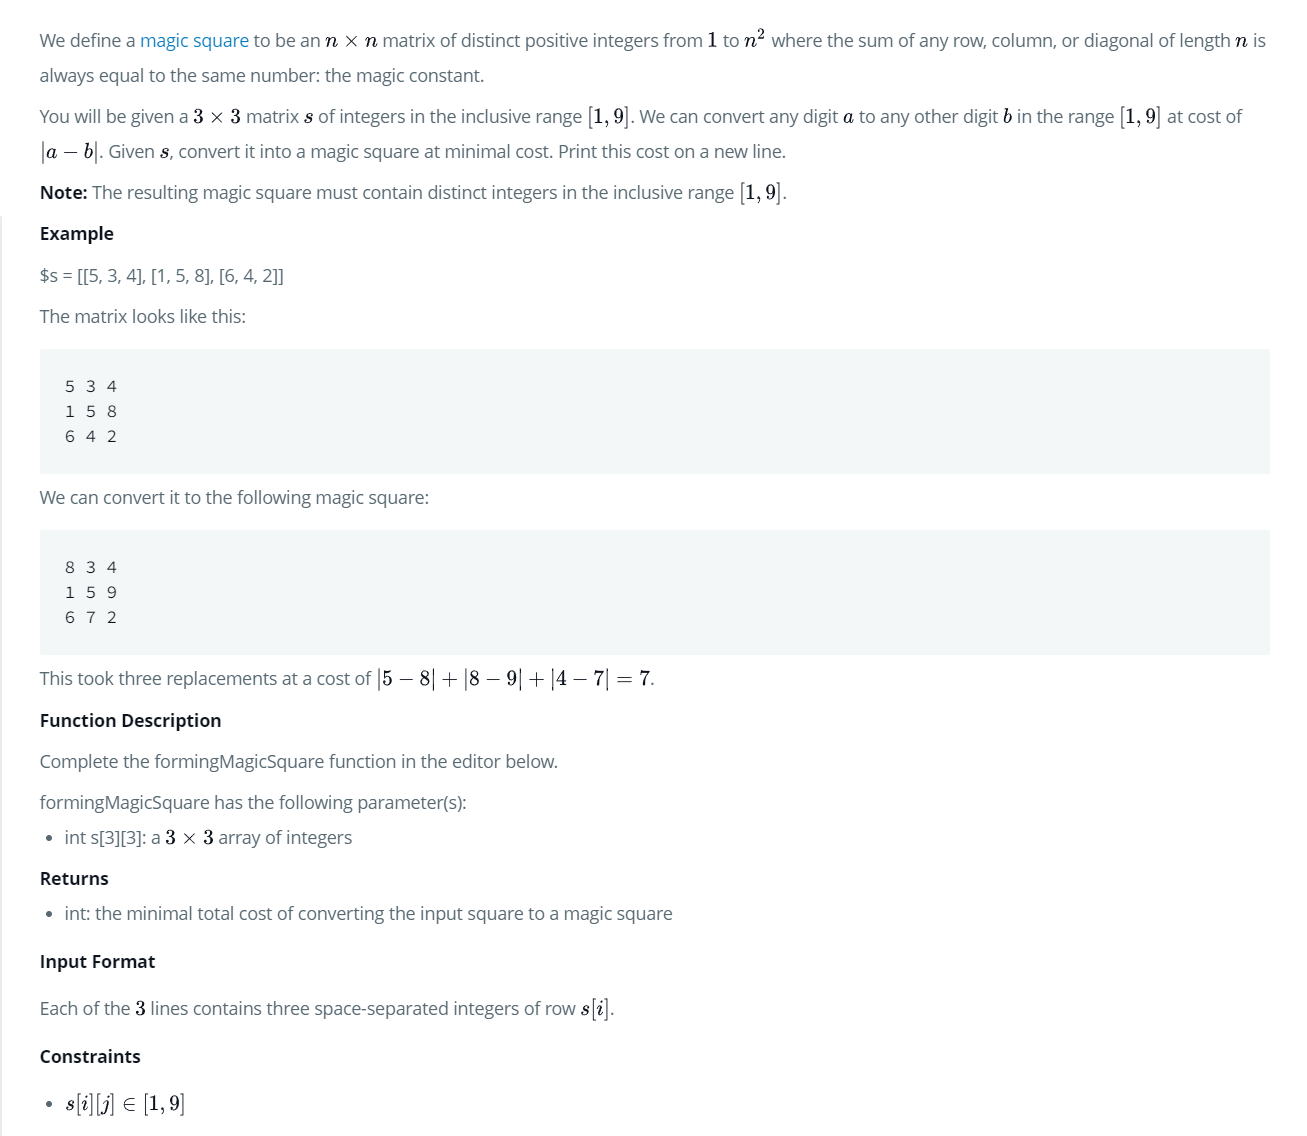 We define a magic square to be an n × n matrix of distinct positive integers from 1 to n² where the sum of any row, column, or diagonal of length n is
always equal to the same number: the magic constant.
You will be given a 3 × 3 matrix s of integers in the inclusive range [1, 9]. We can convert any digit a to any other digit b in the range [1, 9] at cost of
|a − b|. Given s, convert it into a magic square at minimal cost. Print this cost on a new line.
Note: The resulting magic square must contain distinct integers in the inclusive range [1, 9].
Example
$s = [[5, 3, 4], [1, 5, 8], [6, 4, 2]]
The matrix looks like this:
5 3 4
1 5 8
6 4 2
We can convert it to the following magic square:
8 3 4
1 5 9
6 7 2
This took three replacements at a cost of |5 − 8| + |8 − 9| + |4 − 7| = 7.
Function Description
Complete the formingMagicSquare function in the editor below.
formingMagicSquare has the following parameter(s):
• int s[3][3]: a 3 × 3 array of integers
Returns
• int: the minimal total cost of converting the input square to a magic square
Input Format
Each of the 3 lines contains three space-separated integers of row s[i].
Constraints
• s[i][j] ∈ [1, 9]